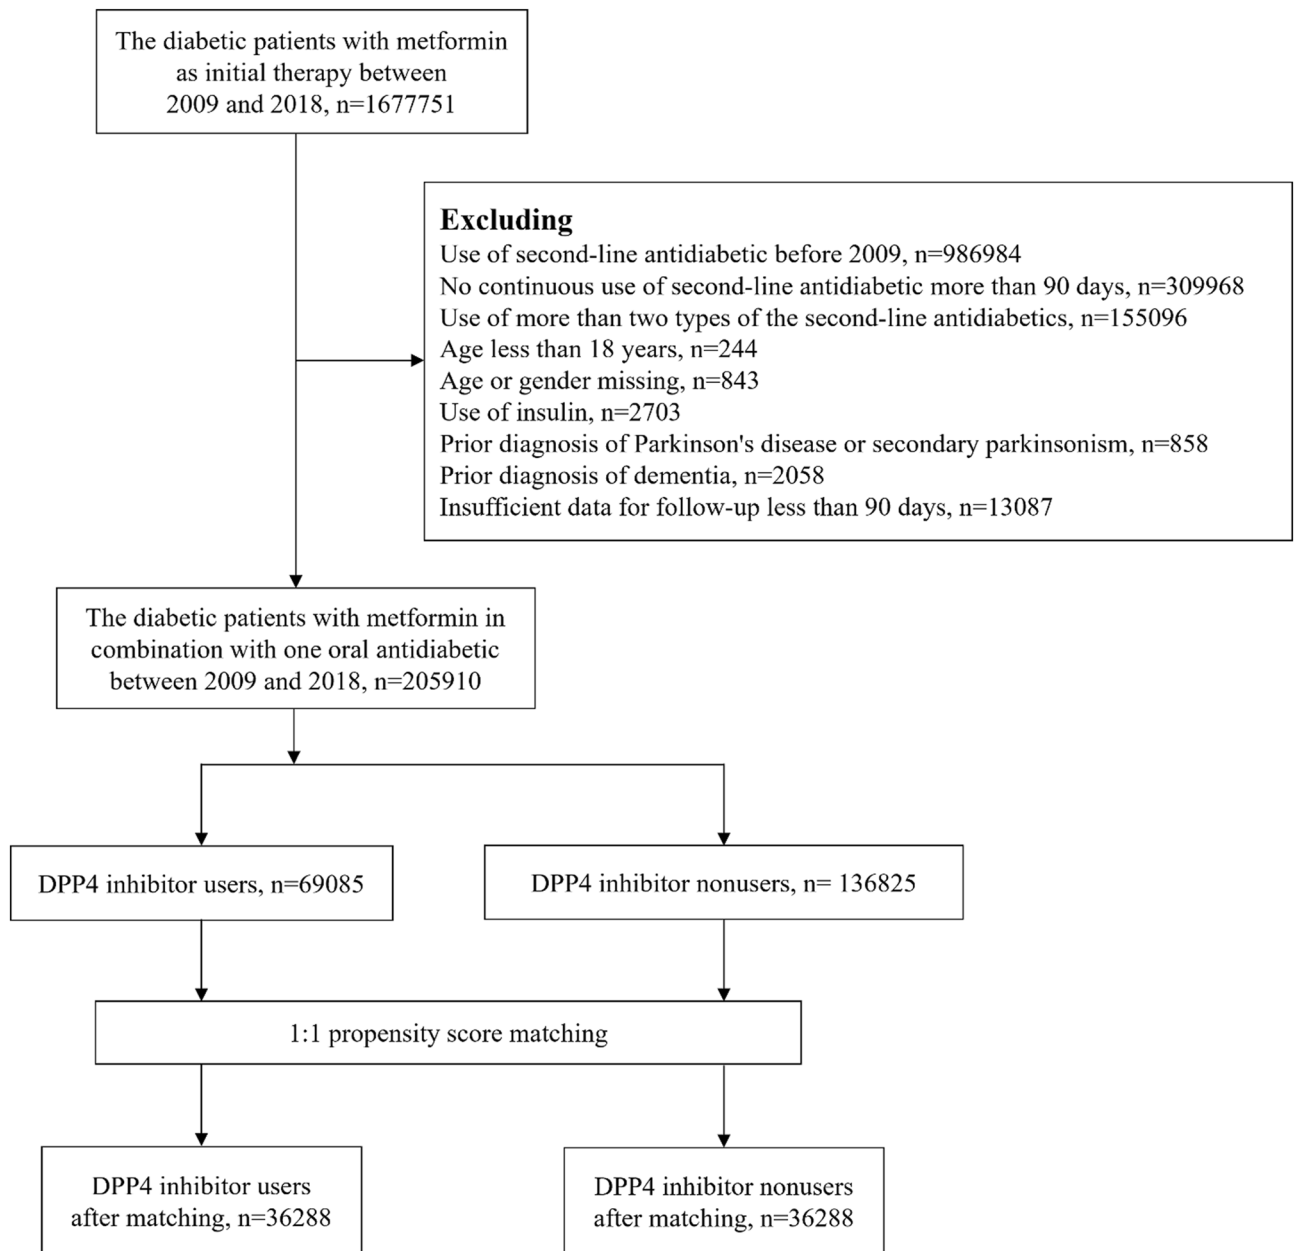 The diabetic patients with metformin
as initial therapy between
2009 and 2018, n=1677751
Excluding
Use of second-line antidiabetic before 2009, n=986984
No continuous use of second-line antidiabetic more than 90 days, n=309968
Use of more than two types of the second-line antidiabetics, n=155096
Age less than 18 years, n=244
Age or gender missing, n=843
Use of insulin, n=2703
Prior diagnosis of Parkinson's disease or secondary parkinsonism, n=858
Prior diagnosis of dementia, n=2058
Insufficient data for follow-up less than 90 days, n=13087
The diabetic patients with metformin in
combination with one oral antidiabetic
between 2009 and 2018, n=205910
DPP4 inhibitor users, n=69085
DPP4 inhibitor nonusers, n= 136825
1:1 propensity score matching
DPP4 inhibitor users
after matching, n=36288
DPP4 inhibitor nonusers
after matching, n=36288